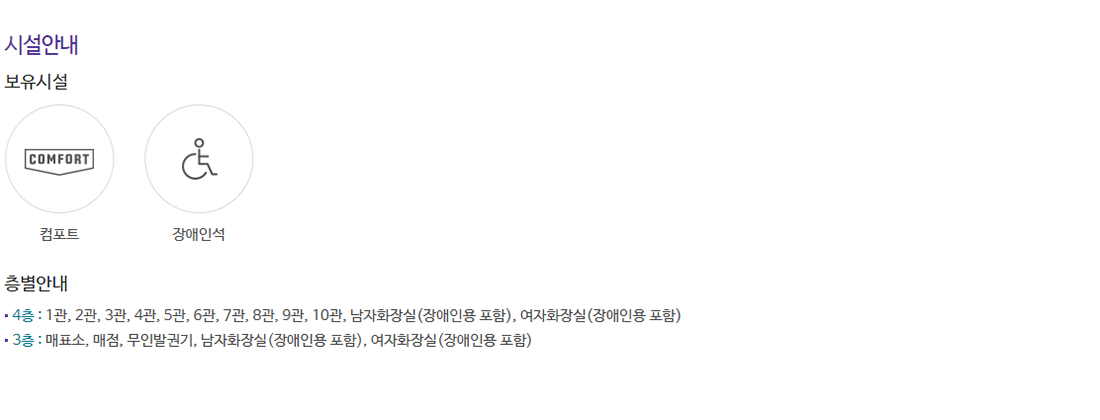 시설안내
보유시설
COMFORT
컴포트 장애인석
층별안내
▪ 4층 : 1관, 2관, 3관, 4관, 5관, 6관, 7관, 8관, 9관, 10관, 남자화장실(장애인용 포함), 여자화장실(장애인용 포함)
▪ 3층 : 매표소, 매점, 무인발권기, 남자화장실(장애인용 포함), 여자화장실(장애인용 포함)